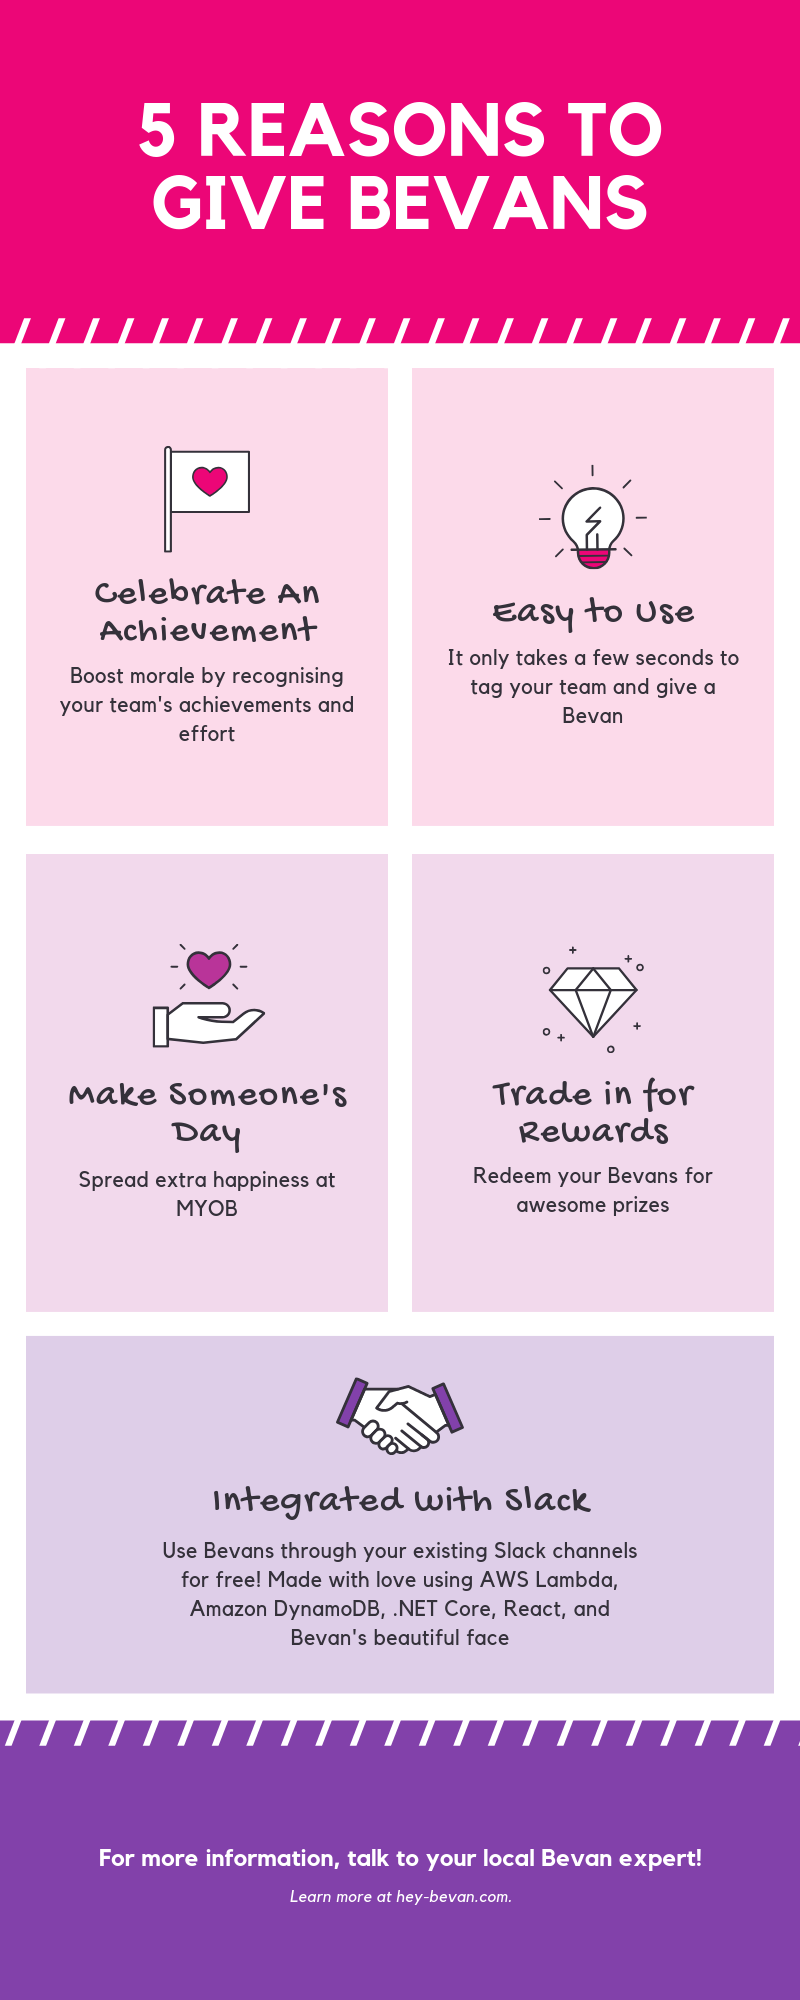 5 REASONS TO
GIVE BEVANS
Celebrate An
Achievement
Boost morale by recognising
your team's achievements and
effort
Easy to Use
It only takes a few seconds to
tag your team and give a
Bevan
Make Someone's
Day
Spread extra happiness at
MYOB
Trade in for
Rewards
Redeem your Bevans for
awesome prizes
Integrated with Slack
Use Bevans through your existing Slack channels
for free! Made with love using AWS Lambda,
Amazon DynamoDB, .NET Core, React, and
Bevan's beautiful face
For more information, talk to your local Bevan expert!
Learn more at hey-bevan.com.